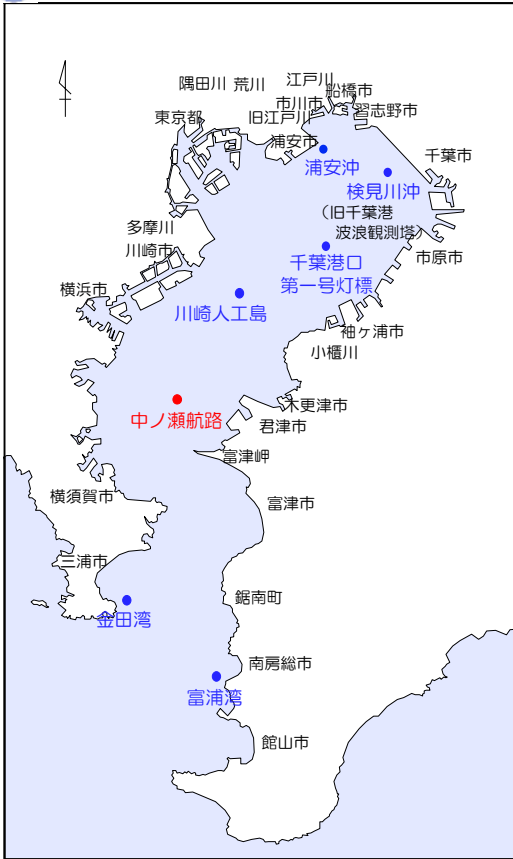 隅田川
荒川
江戸川
船橋市
市川市
習志野市
東京都
旧江戸川
浦安市
浦安沖
千葉市
検見川沖
(旧千葉港
波浪観測塔)
多摩川
川崎市
千葉港口
第一号灯標
市原市
横浜市
川崎人工島
袖ヶ浦市
小櫃川
中ノ瀬航路
木更津市
君津市
富津岬
横須賀市
富津市
三浦市
金田湾
鋸南町
南房総市
富浦湾
館山市